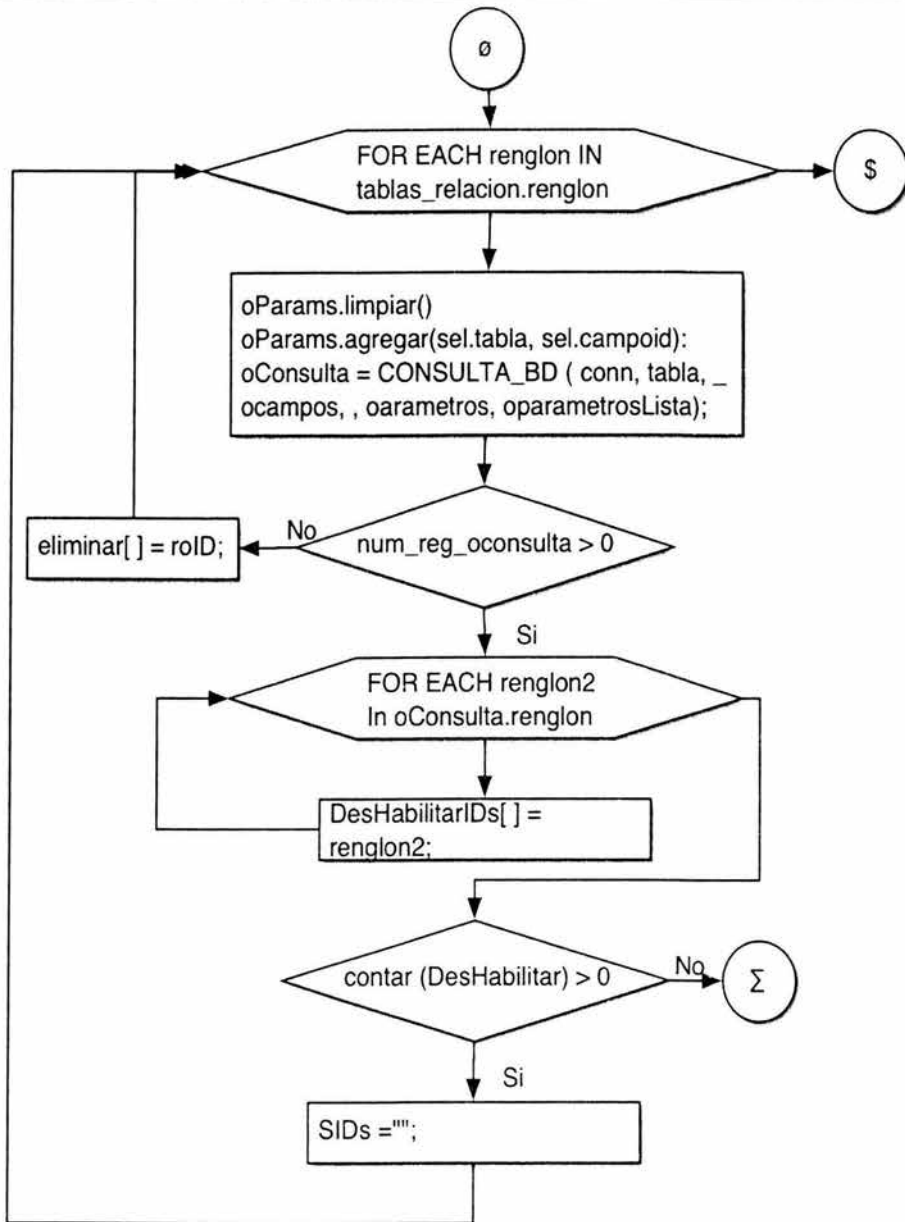 ø
FOR EACH renglon IN
tablas_relacion.renglon
$
oParams.limpiar()
oParams.agregar(sel.tabla, sel.campoid):
oConsulta = CONSULTA_BD ( conn, tabla, _
ocampos, , oarametros, oparametrosLista);
num_reg_oconsulta > 0
No
eliminar[ ] = rolD;
Si
FOR EACH renglon2
In oConsulta.renglon
DesHabilitarIDs[ ] =
renglon2;
contar (DesHabilitar) > 0
No
Σ
Si
SIDs ="";